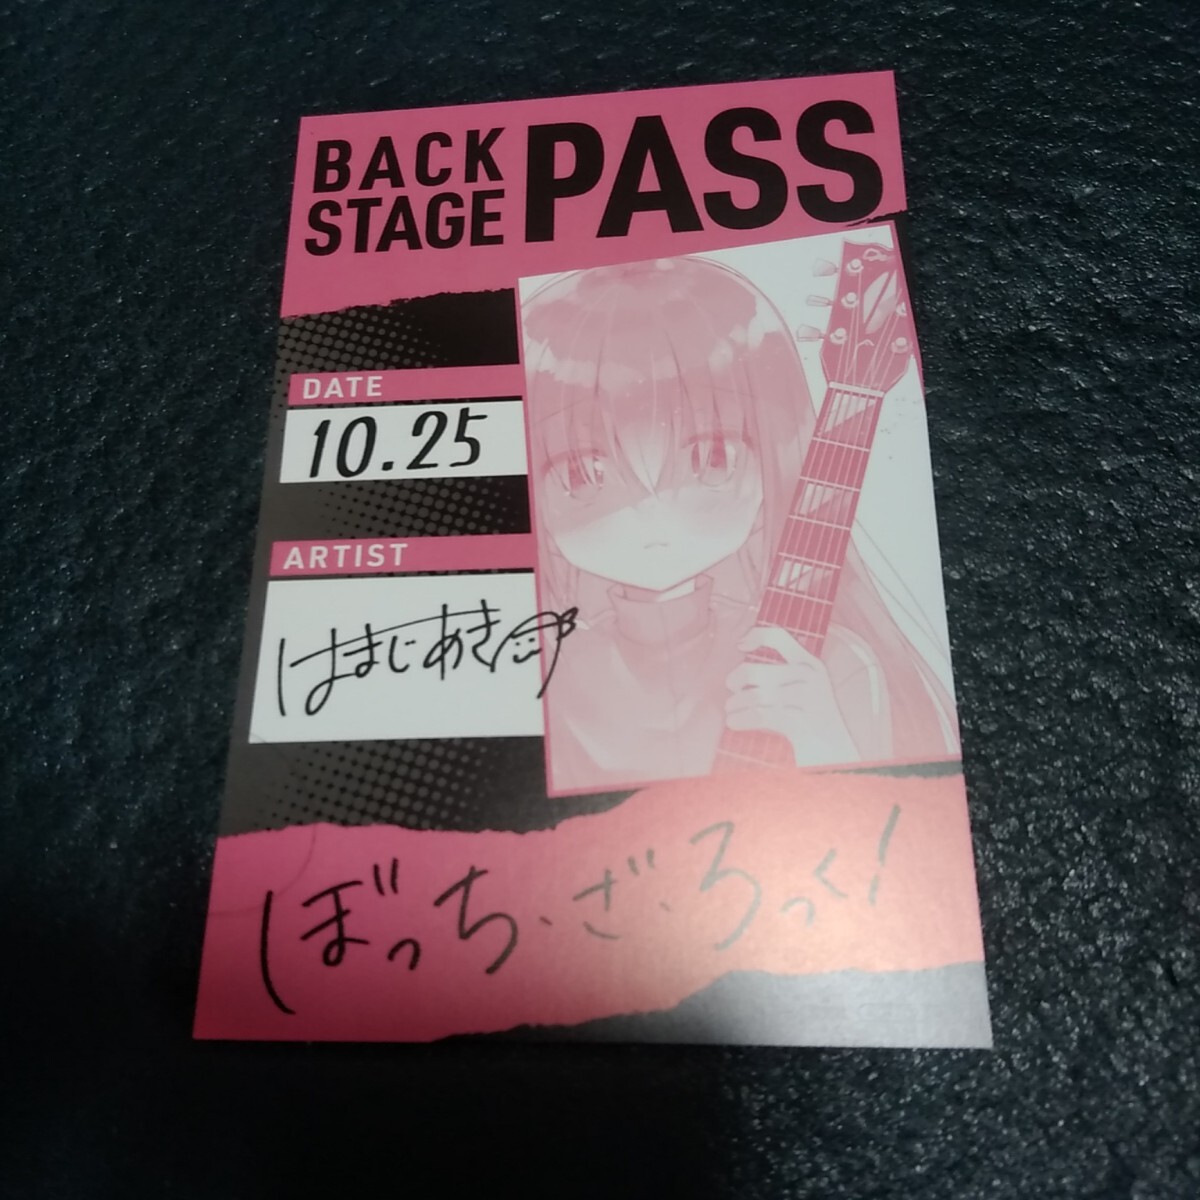 BACK STAGE PASS
DATE
10.25
ARTIST
はまじあき
ぼっち・ざ・ろっく!